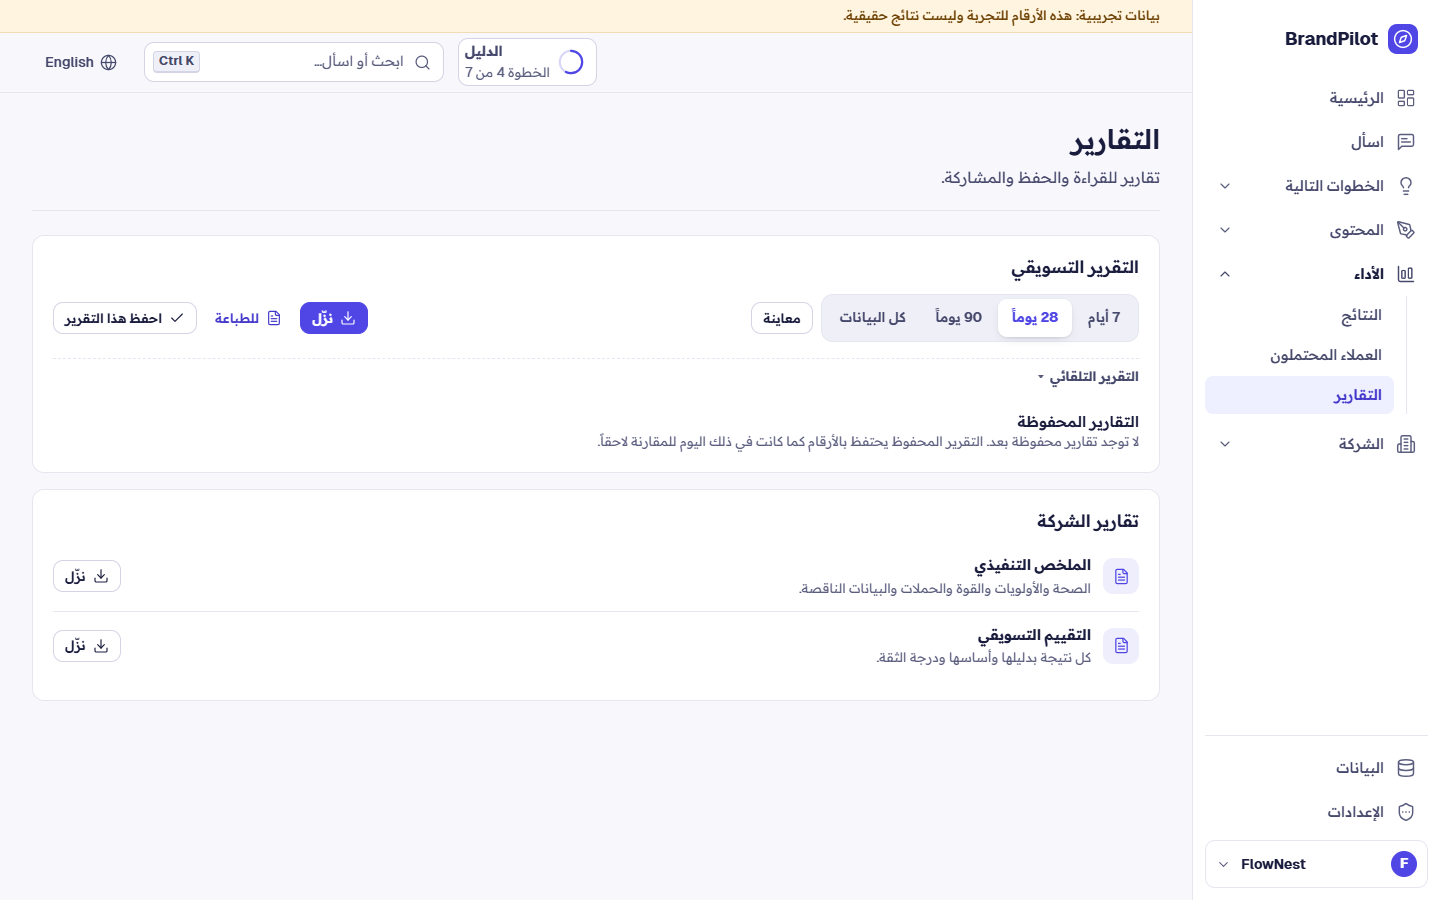 بيانات تجريبية: هذه الأرقام للتجربة وليست نتائج حقيقية.
BrandPilot
الرئيسية
اسأل
الخطوات التالية
المحتوى
الأداء
النتائج
العملاء المحتملون
التقارير
الشركة
البيانات
الإعدادات
F FlowNest
الدليل
الخطوة 4 من 7
ابحث أو اسأل...
Ctrl K
English
التقارير
تقارير للقراءة والحفظ والمشاركة.
التقرير التسويقي
7 أيام 28 يوماً 90 يوماً كل البيانات معاينة نزّل للطباعة احفظ هذا التقرير
التقرير التلقائي
التقارير المحفوظة
لا توجد تقارير محفوظة بعد. التقرير المحفوظ يحتفظ بالأرقام كما كانت في ذلك اليوم للمقارنة لاحقاً.
تقارير الشركة
الملخص التنفيذي
الصحة والأولويات والقوة والحملات والبيانات الناقصة.
نزّل
التقييم التسويقي
كل نتيجة بدليلها وأساسها ودرجة الثقة.
نزّل